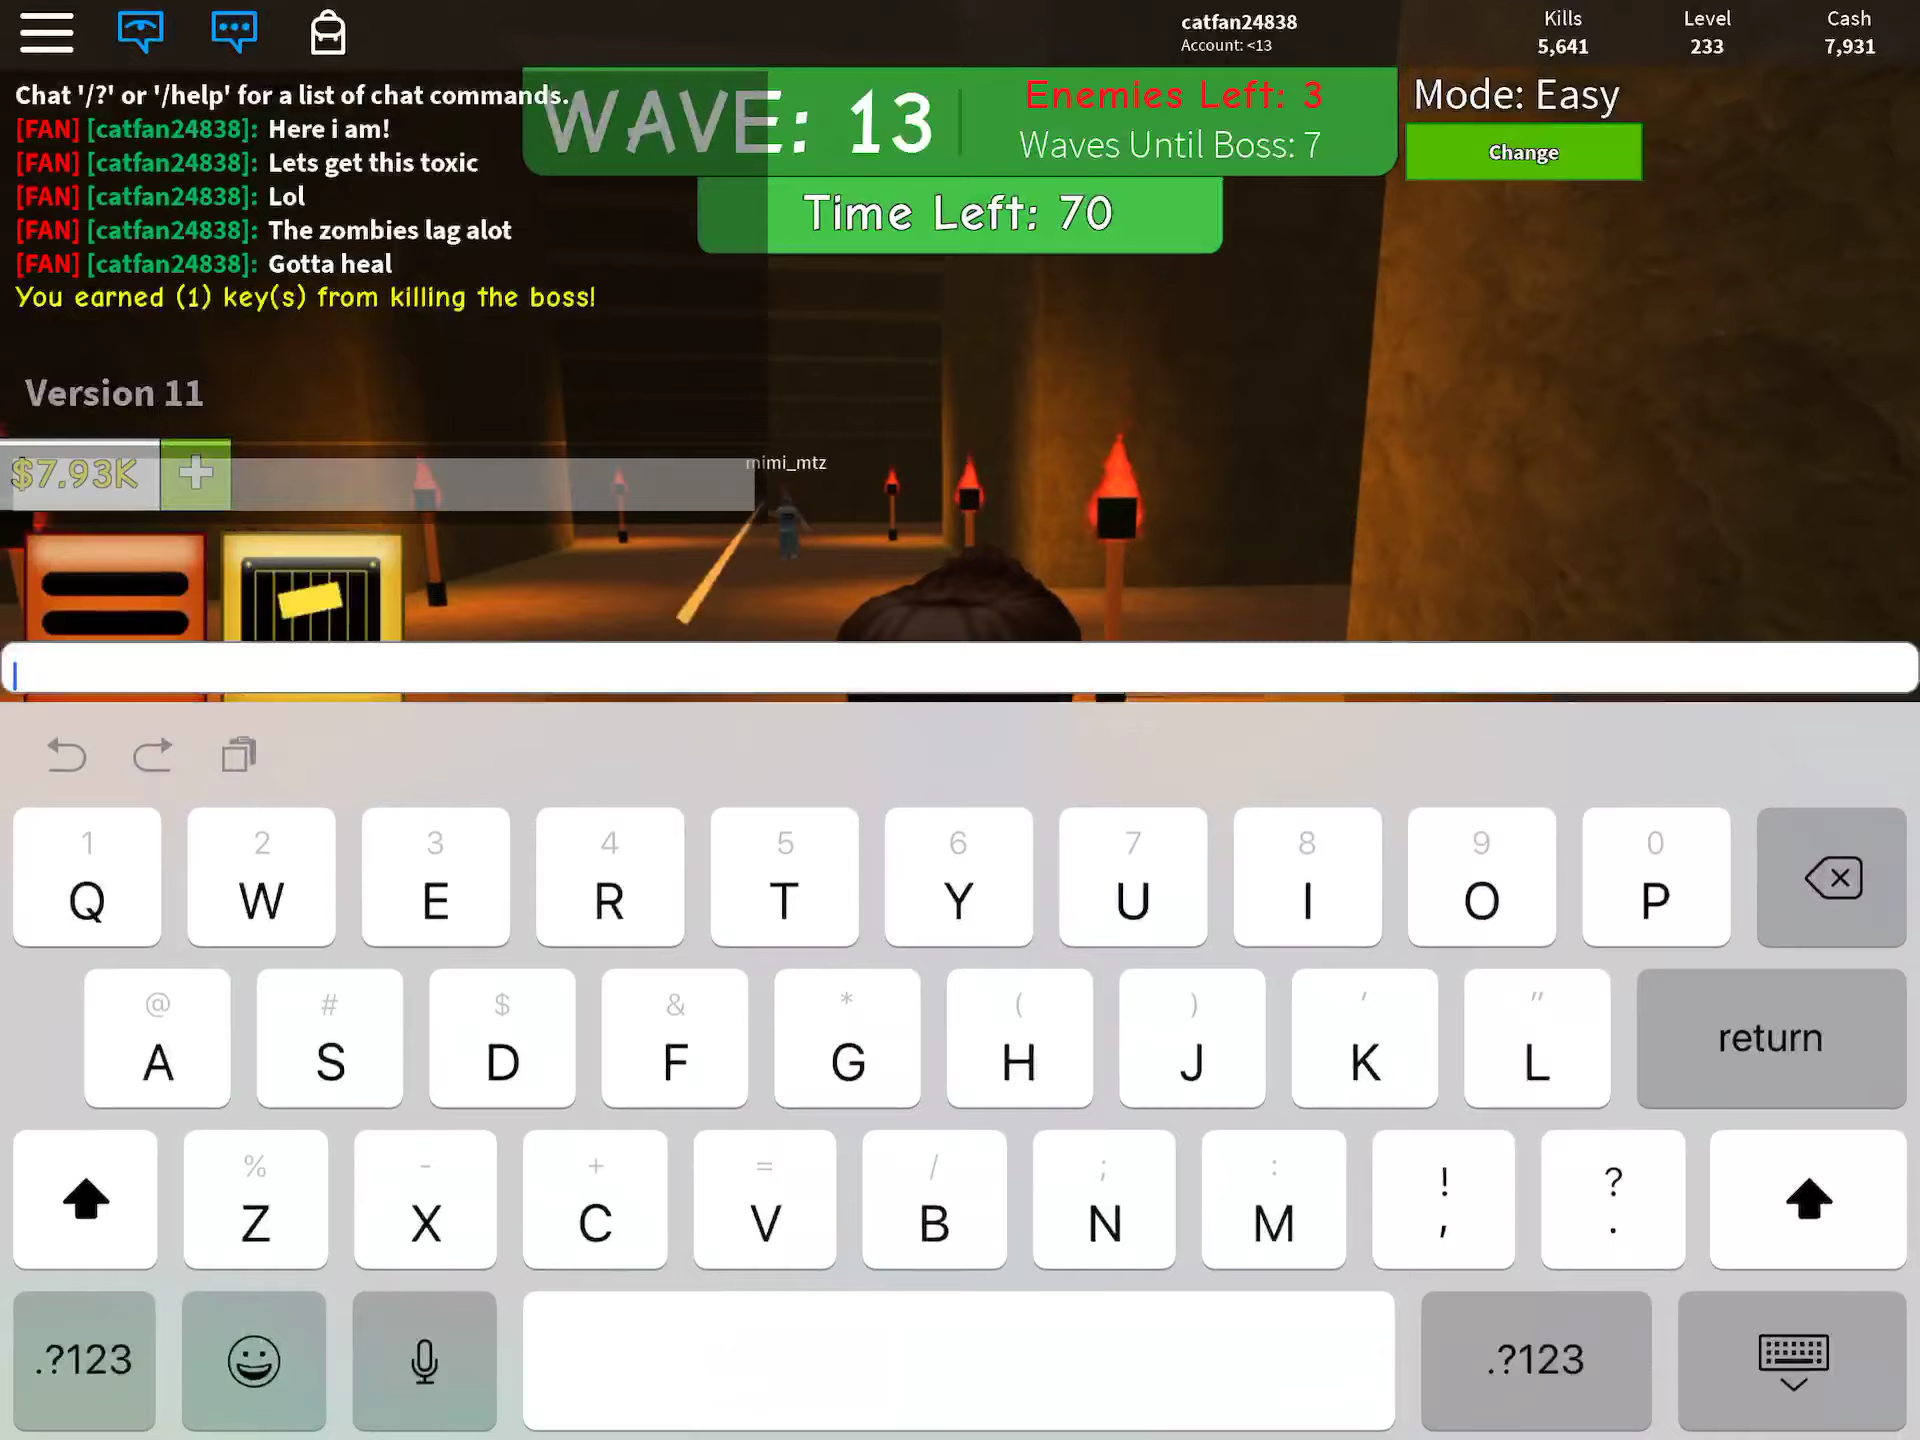 catfan24838
Account: <13
Kills
5,641
Level
233
Cash
7,931
Chat '/?' or '/help' for a list of chat commands.
[FAN] [catfan24838]: Here i am!
[FAN] [catfan24838]: Lets get this toxic
[FAN] [catfan24838]: Lol
[FAN] [catfan24838]: The zombies lag alot
[FAN] [catfan24838]: Gotta heal
You earned (1) key(s) from killing the boss!
WAVE: 13
Enemies Left: 3
Waves Until Boss: 7
Time Left: 70
Mode: Easy
Change
Version 11
$7.93K +
mimi_mtz
1 2 3 4 5 6 7 8 9 0
Q W E R T Y U I O P
@ # $ & * ( ) ' "
A S D F G H J K L return
% - + = / ; : ! ?
Z X C V B N M , .
.?123 .?123